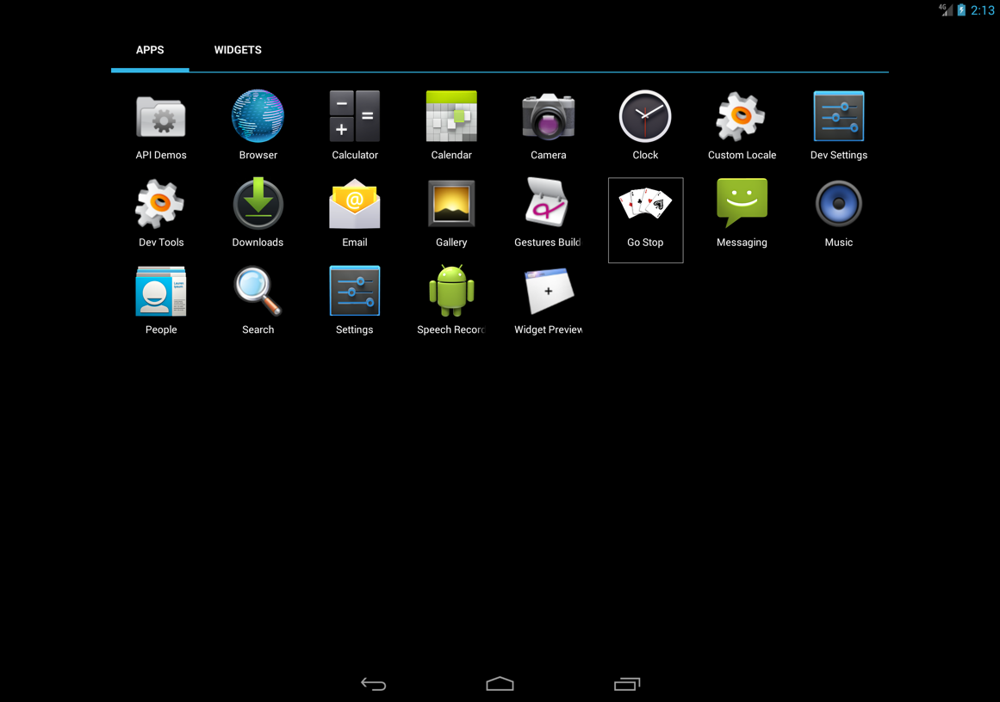 4G 2:13
APPS WIDGETS
API Demos Browser Calculator Calendar Camera Clock Custom Locale Dev Settings
Dev Tools Downloads Email Gallery Gestures Build Go Stop Messaging Music
People Search Settings Speech Record Widget Preview